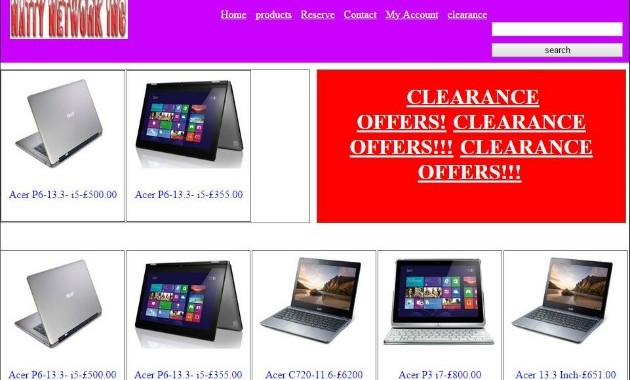 NATTY NETWORK INC
Home products Reserve Contact My Account clearance
search
Acer P6-13.3- i5-£500.00
Acer P6-13.3- i5-£355.00
CLEARANCE
OFFERS! CLEARANCE
OFFERS!!! CLEARANCE
OFFERS!!!
Acer P6-13.3- i5-£500.00
Acer P6-13.3- i5-£355.00
Acer C720-11.6-£6200
Acer P3 i7-£800.00
Acer 13.3 Inch-£651.00